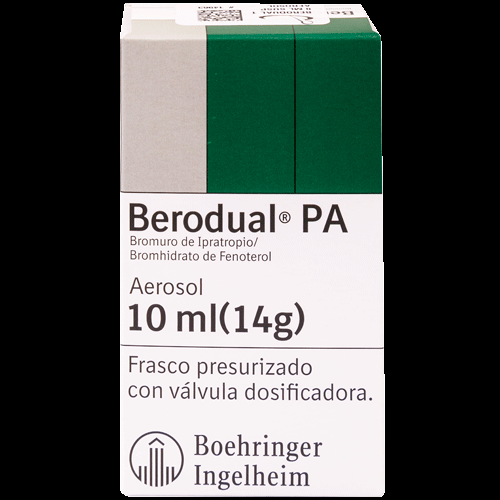 Berodual® PA
Bromuro de Ipratropio/
Bromhidrato de Fenoterol
Aerosol
10 ml(14g)
Frasco presurizado
con válvula dosificadora.
Boehringer
Ingelheim